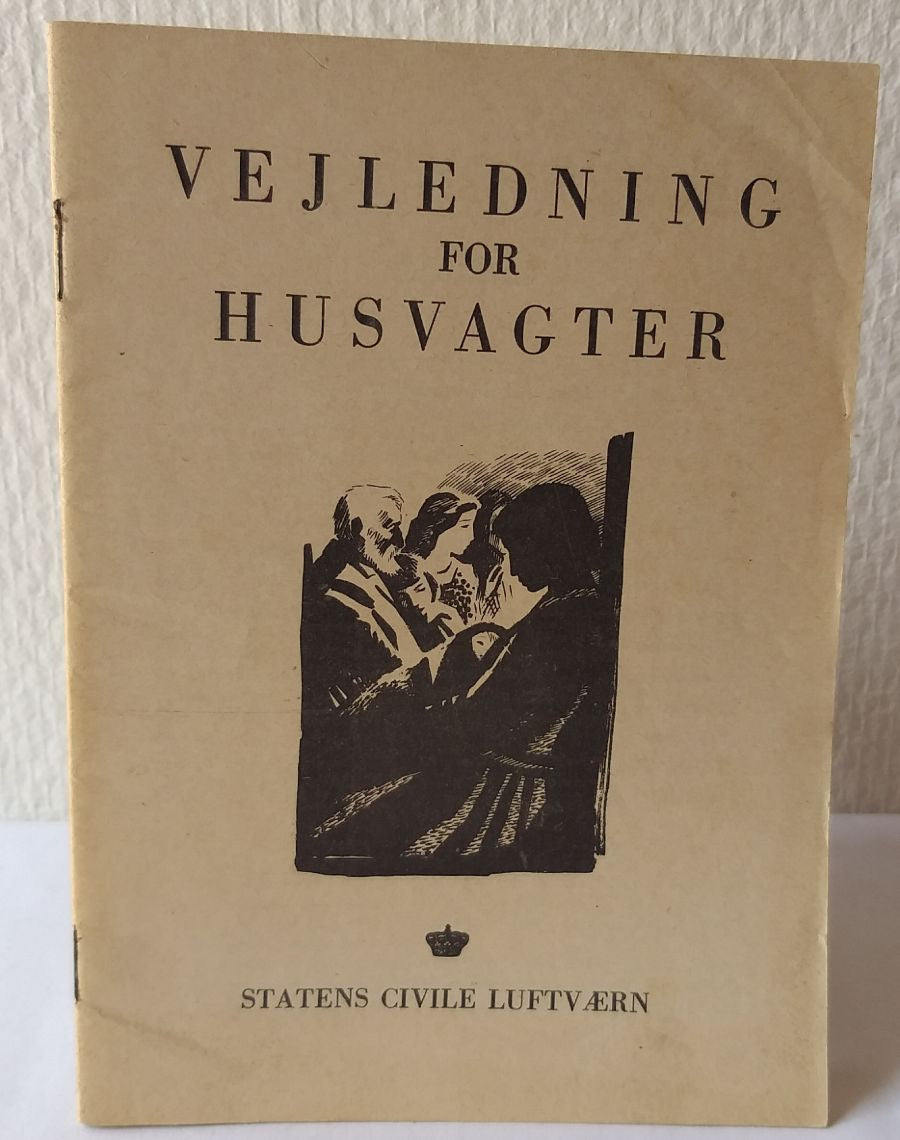 VEJLEDNING
FOR
HUSVAGTER
STATENS CIVILE LUFTVÆRN